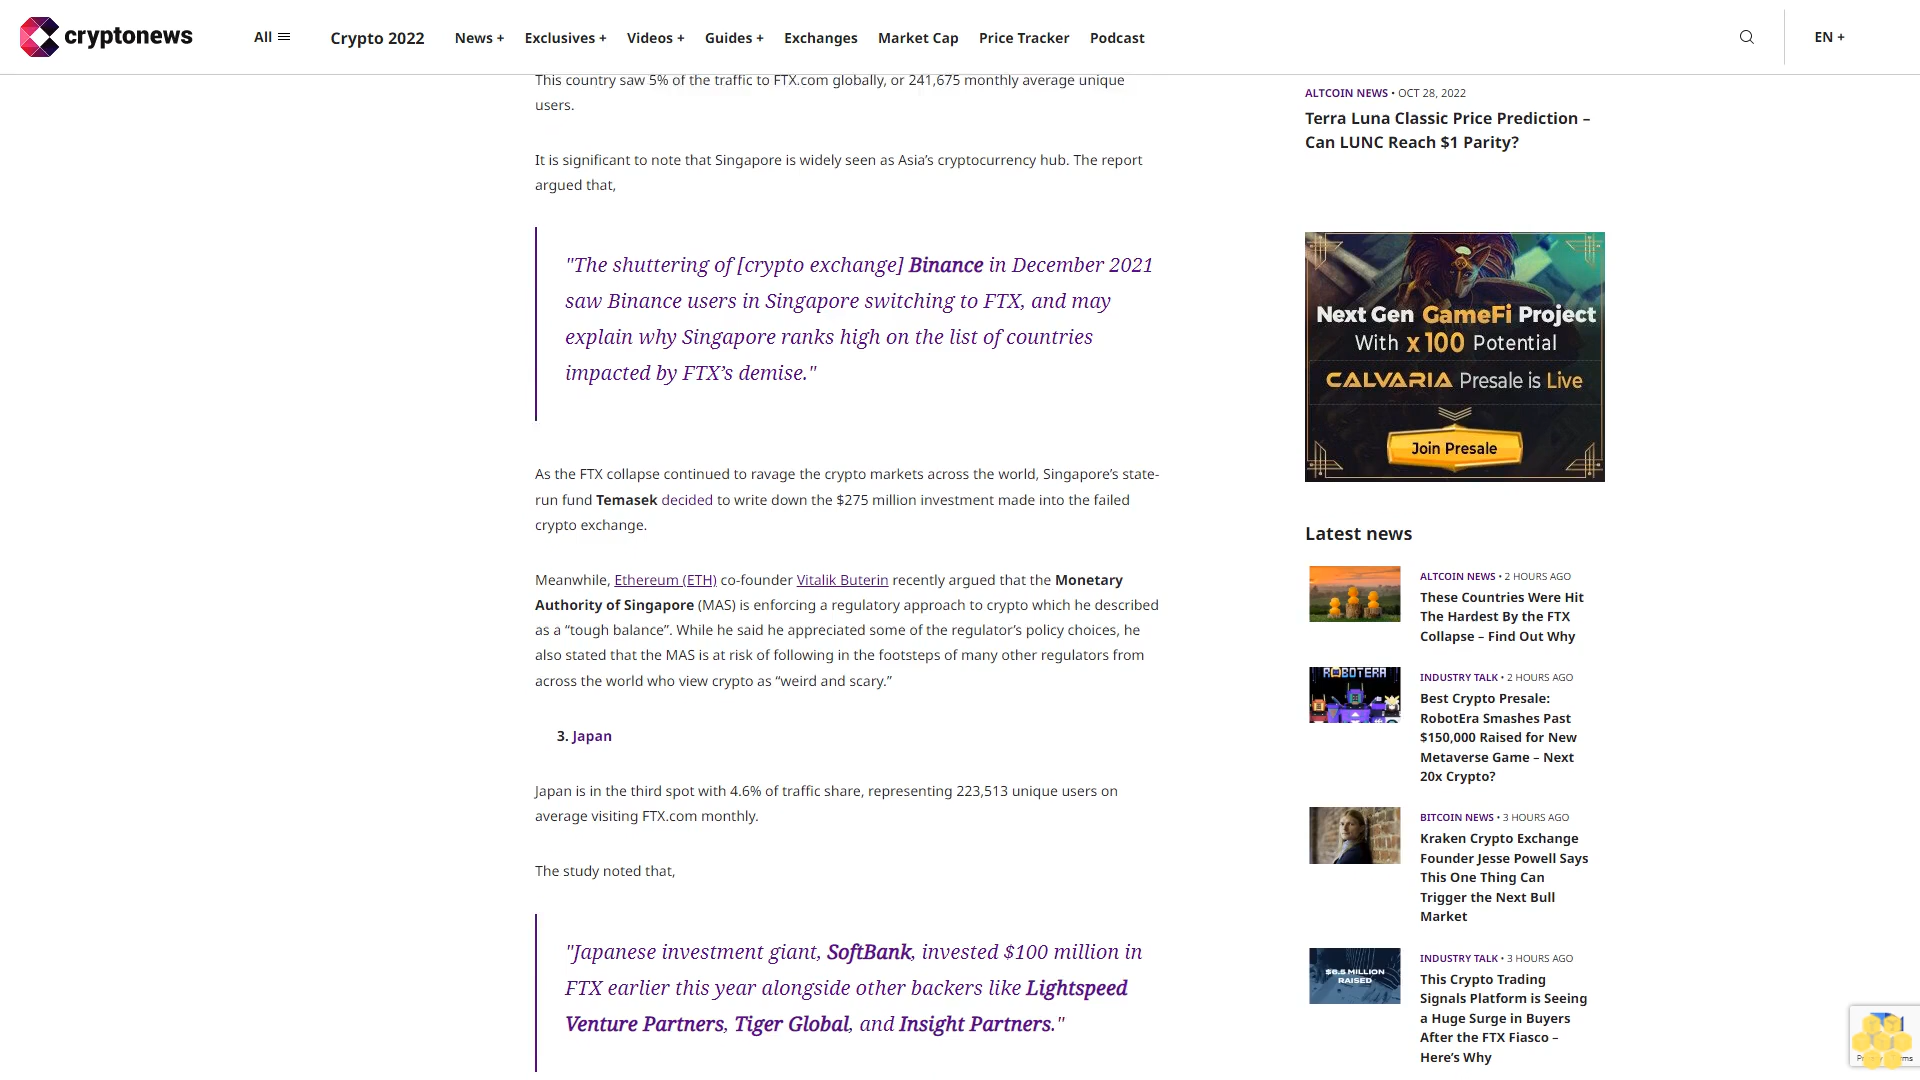 cryptonews
All
Crypto 2022
News +
Exclusives +
Videos +
Guides +
Exchanges
Market Cap
Price Tracker
Podcast
EN +
This country saw 5% of the traffic to FTX.com globally, or 241,675 monthly average unique
users.
It is significant to note that Singapore is widely seen as Asia’s cryptocurrency hub. The report
argued that,
"The shuttering of [crypto exchange] Binance in December 2021
saw Binance users in Singapore switching to FTX, and may
explain why Singapore ranks high on the list of countries
impacted by FTX’s demise."
As the FTX collapse continued to ravage the crypto markets across the world, Singapore’s state-
run fund Temasek decided to write down the $275 million investment made into the failed
crypto exchange.
Meanwhile, Ethereum (ETH) co-founder Vitalik Buterin recently argued that the Monetary
Authority of Singapore (MAS) is enforcing a regulatory approach to crypto which he described
as a “tough balance”. While he said he appreciated some of the regulator’s policy choices, he
also stated that the MAS is at risk of following in the footsteps of many other regulators from
across the world who view crypto as “weird and scary.”
3. Japan
Japan is in the third spot with 4.6% of traffic share, representing 223,513 unique users on
average visiting FTX.com monthly.
The study noted that,
"Japanese investment giant, SoftBank, invested $100 million in
FTX earlier this year alongside other backers like Lightspeed
Venture Partners, Tiger Global, and Insight Partners."
ALTCOIN NEWS • OCT 28, 2022
Terra Luna Classic Price Prediction –
Can LUNC Reach $1 Parity?
Next Gen GameFi Project
With x100 Potential
CALVARIA Presale is Live
Join Presale
Latest news
ALTCOIN NEWS • 2 HOURS AGO
These Countries Were Hit
The Hardest By the FTX
Collapse – Find Out Why
ROBOTERA
INDUSTRY TALK • 2 HOURS AGO
Best Crypto Presale:
RobotEra Smashes Past
$150,000 Raised for New
Metaverse Game – Next
20x Crypto?
BITCOIN NEWS • 3 HOURS AGO
Kraken Crypto Exchange
Founder Jesse Powell Says
This One Thing Can
Trigger the Next Bull
Market
$6.5 MILLION
RAISED
INDUSTRY TALK • 3 HOURS AGO
This Crypto Trading
Signals Platform is Seeing
a Huge Surge in Buyers
After the FTX Fiasco –
Here’s Why